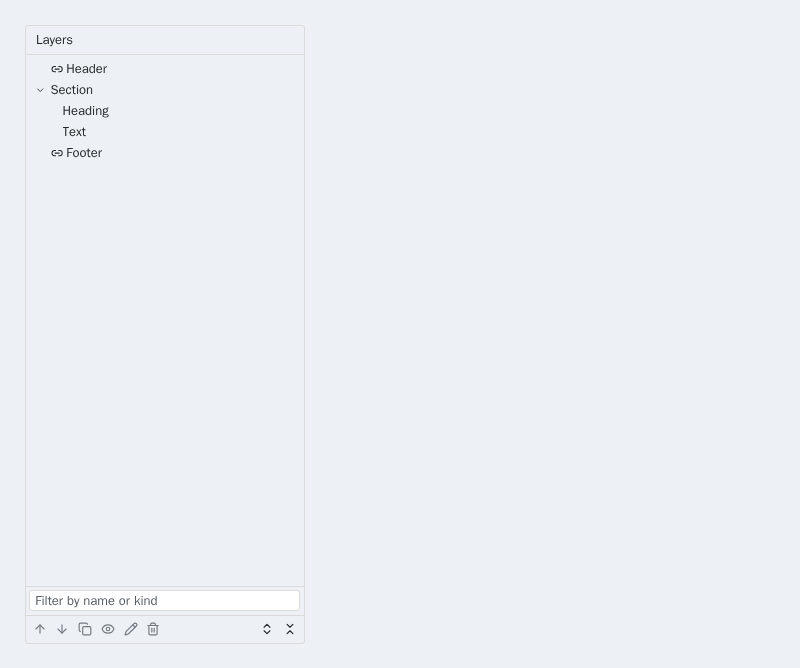 Layers
Header
Section
Heading
Text
Footer
Filter by name or kind